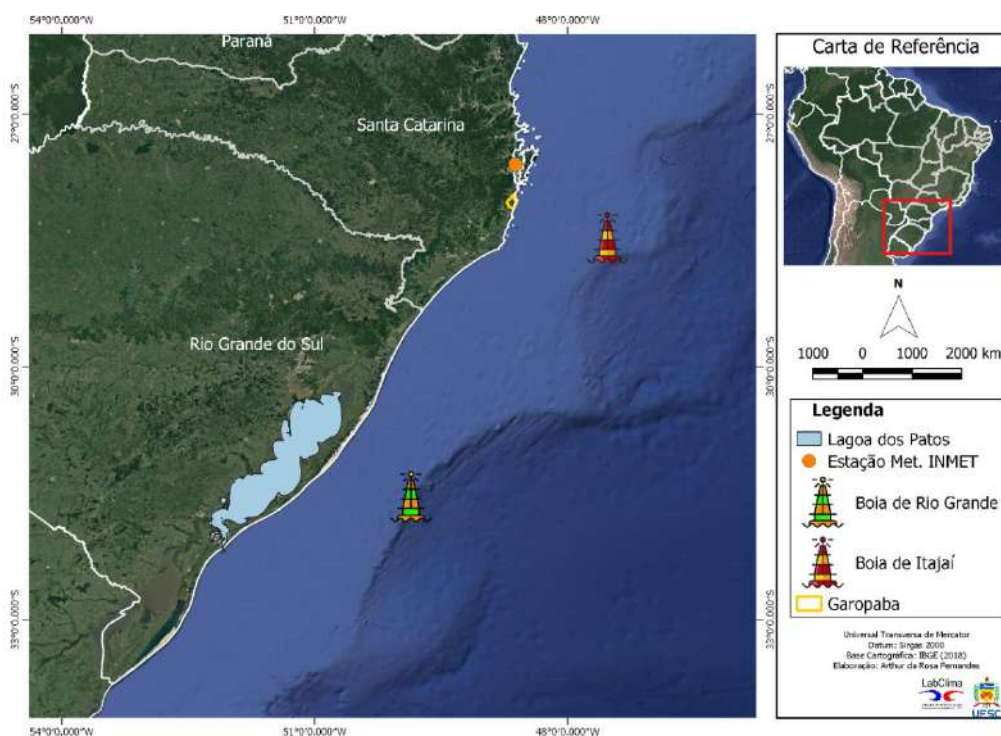 54°0'0.000"W
51°0'0.000"W
48°0'0.000"W
Paraná
27°0'0.000"S
27°0'0.000"S
Santa Catarina
Rio Grande do Sul
30°0'0.000"S
30°0'0.000"S
33°0'0.000"S
33°0'0.000"S
54°0'0.000"W
51°0'0.000"W
48°0'0.000"W
Carta de Referência
N
1000 0 1000 2000 km
Legenda
Lagoa dos Patos
Estação Met. INMET
Boia de Rio Grande
Boia de Itajaí
Garopaba
Universal Transversa de Mercator
Datum: Sirgas 2000
Base Cartográfica: IBGE (2018)
Elaboração: Arthur da Rosa Fernandes
LabClima
UFSC